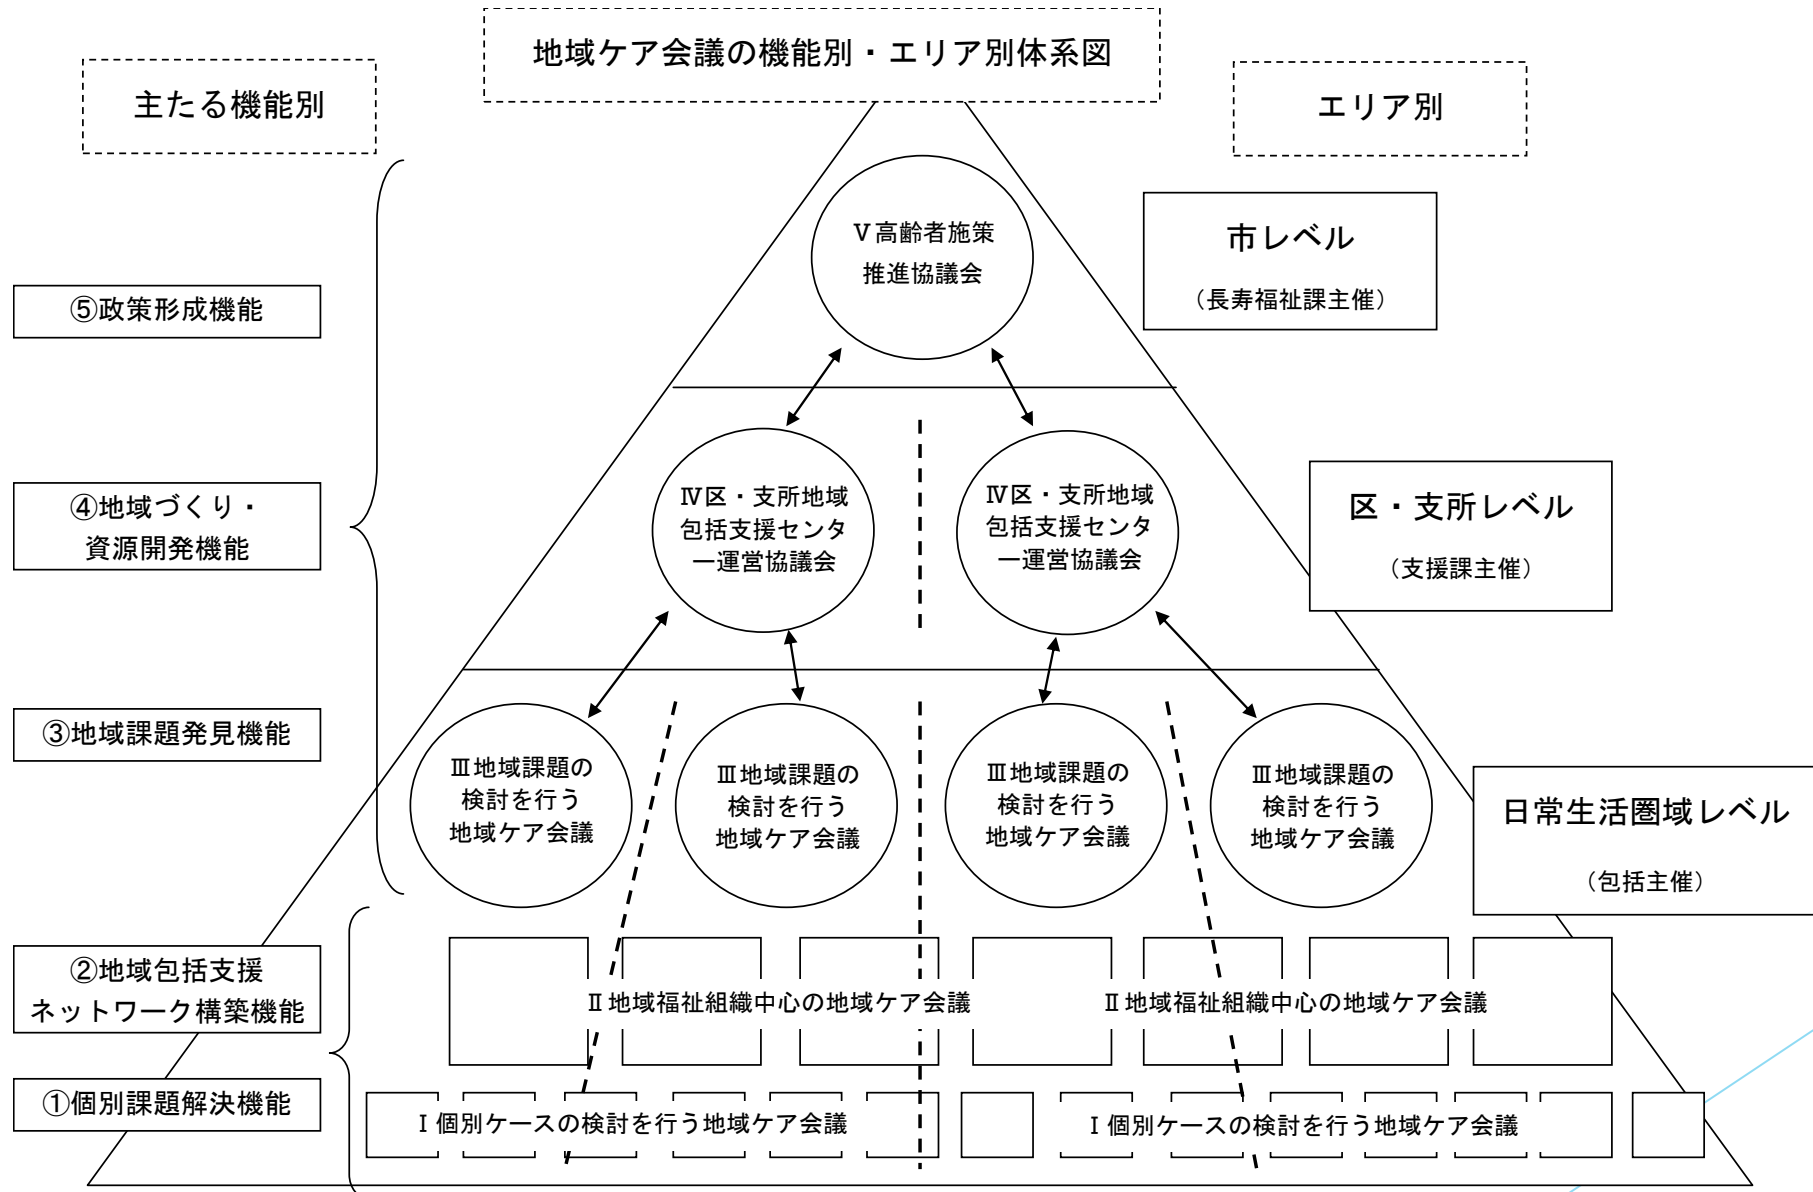 地域ケア会議の機能別・エリア別体系図
主たる機能別
エリア別
Ⅴ高齢者施策
推進協議会
市レベル
（長寿福祉課主催）
⑤政策形成機能
④地域づくり・
資源開発機能
Ⅳ区・支所地域
包括支援センタ
ー運営協議会
Ⅳ区・支所地域
包括支援センタ
ー運営協議会
区・支所レベル
（支援課主催）
③地域課題発見機能
Ⅲ地域課題の
検討を行う
地域ケア会議
Ⅲ地域課題の
検討を行う
地域ケア会議
Ⅲ地域課題の
検討を行う
地域ケア会議
Ⅲ地域課題の
検討を行う
地域ケア会議
日常生活圏域レベル
（包括主催）
②地域包括支援
ネットワーク構築機能
Ⅱ地域福祉組織中心の地域ケア会議
Ⅱ地域福祉組織中心の地域ケア会議
①個別課題解決機能
Ⅰ個別ケースの検討を行う地域ケア会議
Ⅰ個別ケースの検討を行う地域ケア会議